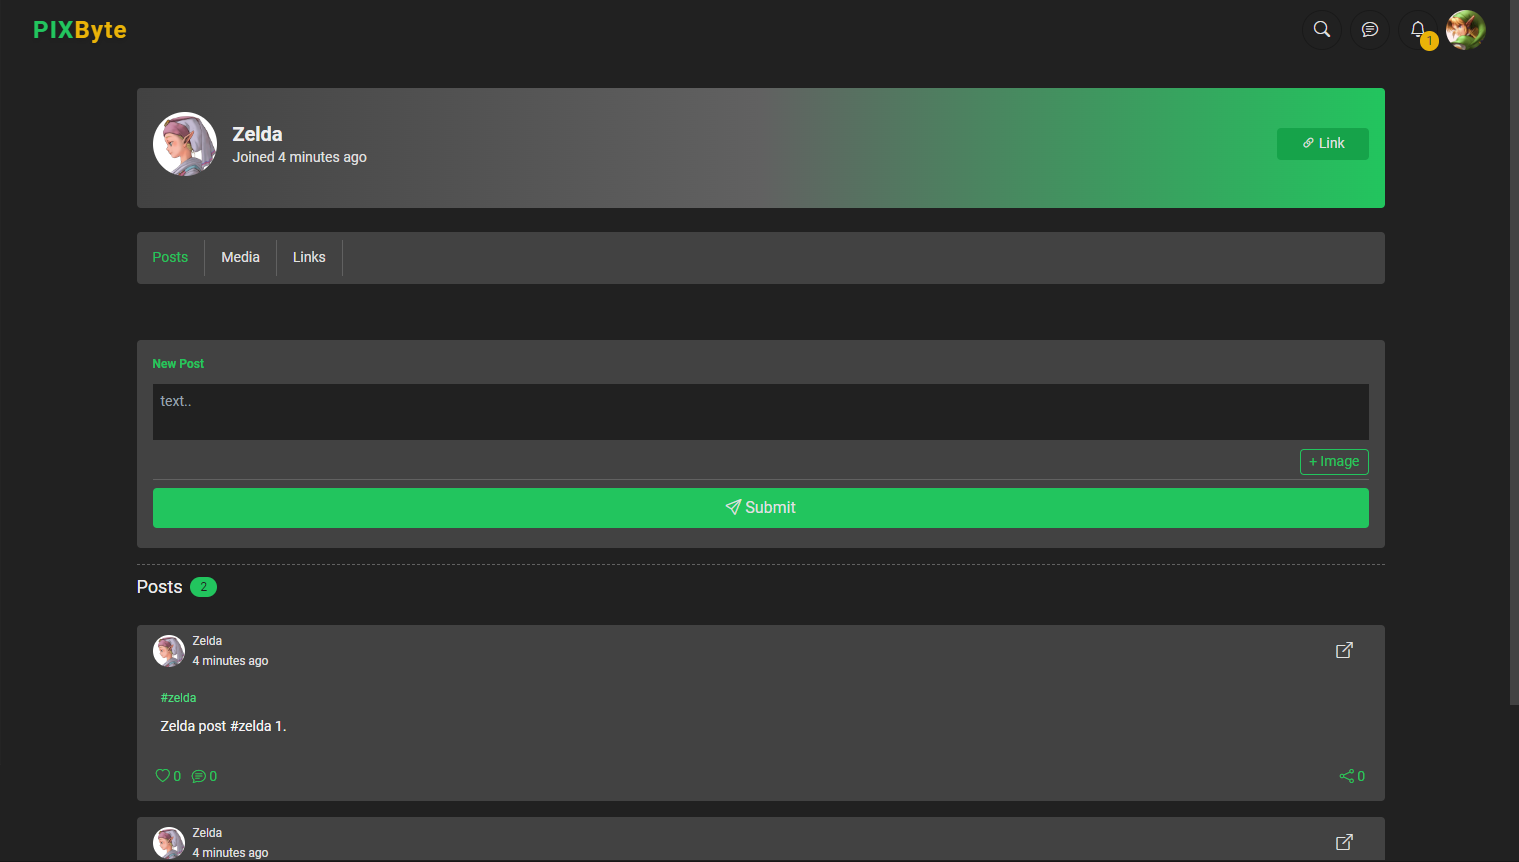 PIXByte
1
Zelda
Joined 4 minutes ago
Link
Posts
Media
Links
New Post
text..
+ Image
Submit
Posts 2
Zelda
4 minutes ago
#zelda
Zelda post #zelda 1.
0 0 0
Zelda
4 minutes ago